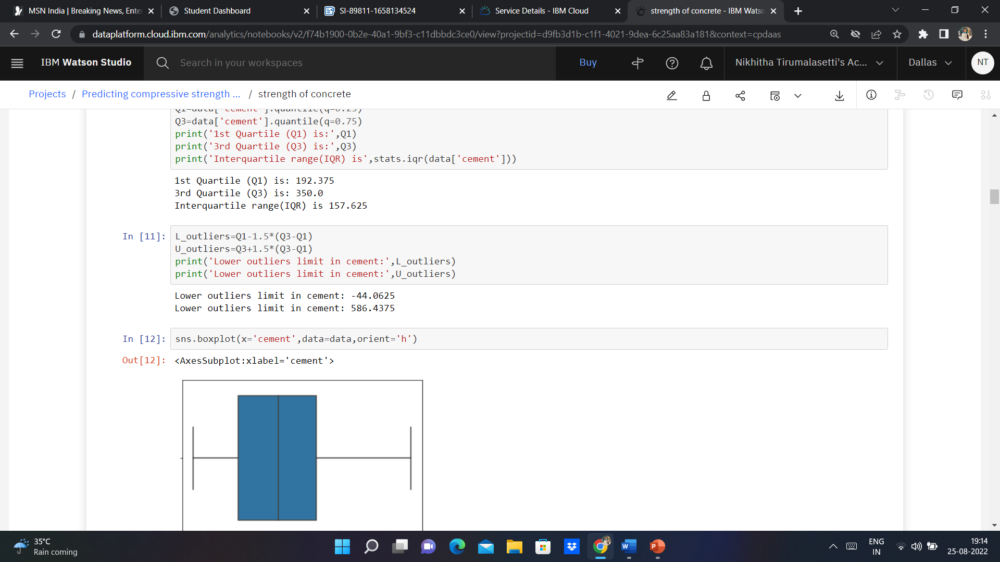 MSN India | Breaking News, Enter
Student Dashboard
SI-89811-1658134524
Service Details - IBM Cloud
strength of concrete - IBM Watso
dataplatform.cloud.ibm.com/analytics/notebooks/v2/f74b1900-0b2e-40a1-9bf3-c11dbbdc3ce0/view?projectid=d9fb3d1b-c1f1-4021-9dea-6c25aa83a181&context=cpdaas
IBM Watson Studio
Search in your workspaces
Buy
Nikhitha Tirumalasetti's Ac...
Dallas
NT
Projects / Predicting compressive strength ... / strength of concrete
Q1=data['cement'].quantile(q=0.25)
Q3=data['cement'].quantile(q=0.75)
print('1st Quartile (Q1) is:',Q1)
print('3rd Quartile (Q3) is:',Q3)
print('Interquartile range(IQR) is',stats.iqr(data['cement']))
1st Quartile (Q1) is: 192.375
3rd Quartile (Q3) is: 350.0
Interquartile range(IQR) is 157.625
In [11]: L_outliers=Q1-1.5*(Q3-Q1)
U_outliers=Q3+1.5*(Q3-Q1)
print('Lower outliers limit in cement:',L_outliers)
print('Lower outliers limit in cement:',U_outliers)
Lower outliers limit in cement: -44.0625
Lower outliers limit in cement: 586.4375
In [12]: sns.boxplot(x='cement',data=data,orient='h')
Out[12]: <AxesSubplot:xlabel='cement'>
35°C
Rain coming
ENG
IN
19:14
25-08-2022